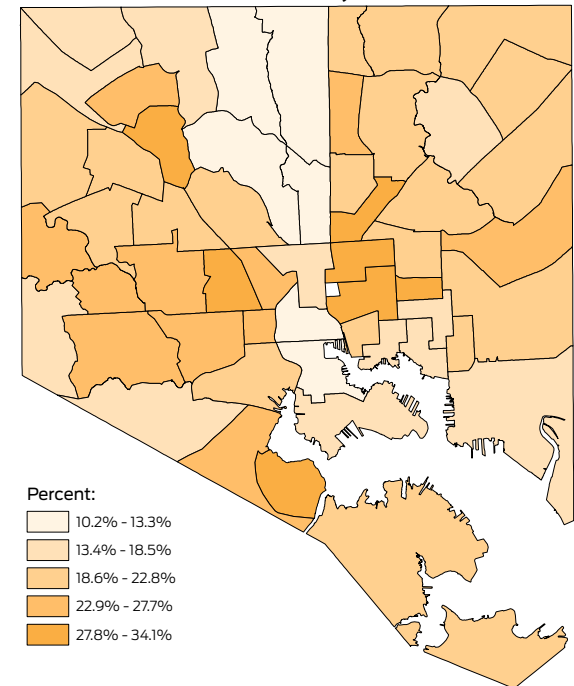 Percent:
10.2% - 13.3%
13.4% - 18.5%
18.6% - 22.8%
22.9% - 27.7%
27.8% - 34.1%